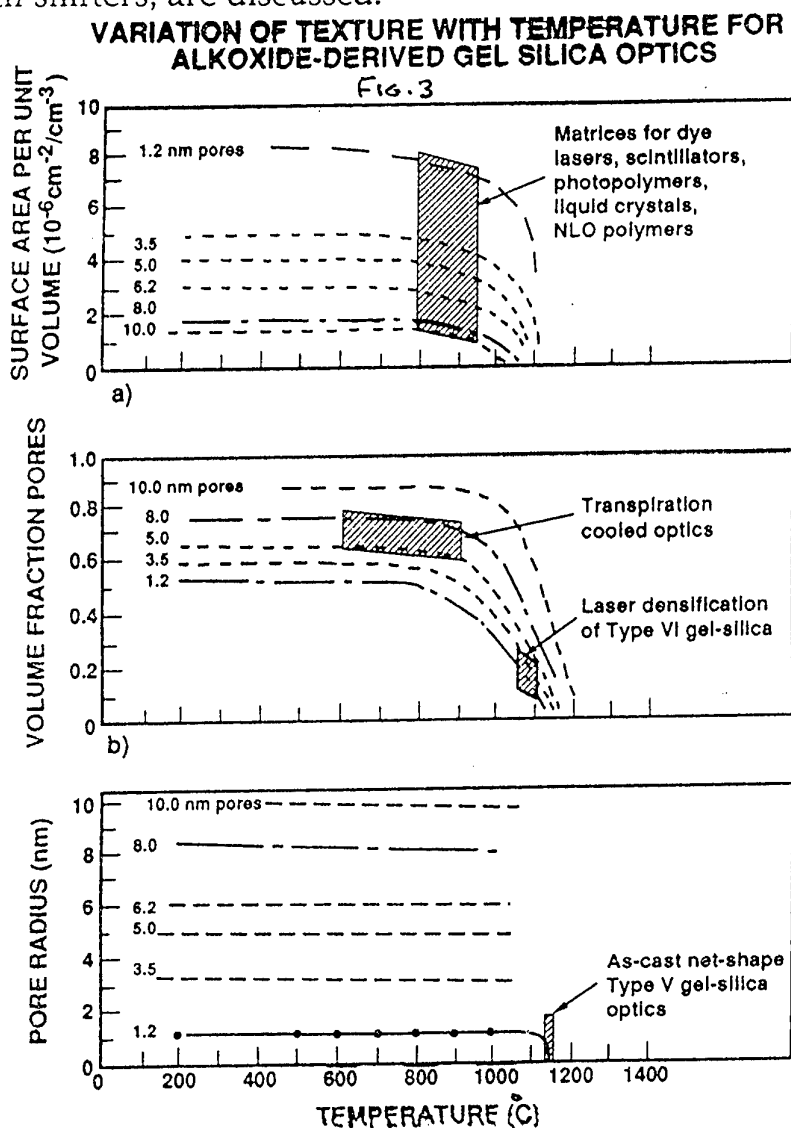 in shifters, are discussed.
VARIATION OF TEXTURE WITH TEMPERATURE FOR
ALKOXIDE-DERIVED GEL SILICA OPTICS
FIG. 3
SURFACE AREA PER UNIT
VOLUME (10⁻⁶cm⁻²/cm⁻³)
10
8
6
4
2
0
1.2 nm pores
3.5
5.0
6.2
8.0
10.0
Matrices for dye
lasers, scintillators,
photopolymers,
liquid crystals,
NLO polymers
a)
VOLUME FRACTION PORES
1.0
0.8
0.6
0.4
0.2
0
10.0 nm pores
8.0
5.0
3.5
1.2
Transpiration
cooled optics
Laser densification
of Type VI gel-silica
b)
PORE RADIUS (nm)
10
8
6
4
2
0
10.0 nm pores
8.0
6.2
5.0
3.5
1.2
As-cast net-shape
Type V gel-silica
optics
0 200 400 600 800 1000 1200 1400
TEMPERATURE (°C)